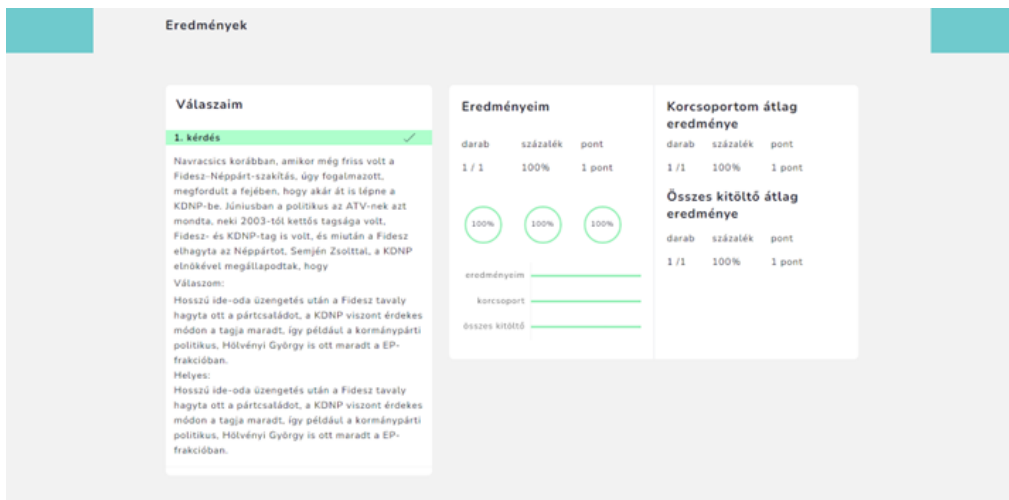 Eredmények
Válaszaim
1. kérdés
Navracsics korábban, amikor még friss volt a
Fidesz-Néppárt-szakítás, úgy fogalmazott,
megfordult a fejében, hogy akár át is lépne a
KDNP-be. Júniusban a politikus az ATV-nek azt
mondta, neki 2003-tól kettős tagsága volt,
Fidesz- és KDNP-tag is volt, és miután a Fidesz
elhagyta az Néppártot, Semjén Zsolttal, a KDNP
elnökével megállapodtak, hogy
Válaszom:
Hosszú ide-oda üzengetés után a Fidesz tavaly
hagyta ott a pártcsaládot, a KDNP viszont érdekes
módon a tagja maradt, így például a kormánypárti
politikus, Hölvényi György is ott maradt a EP-
frakcióban.
Helyes:
Hosszú ide-oda üzengetés után a Fidesz tavaly
hagyta ott a pártcsaládot, a KDNP viszont érdekes
módon a tagja maradt, így például a kormánypárti
politikus, Hölvényi György is ott maradt a EP-
frakcióban.
Eredményeim
darab százalék pont
1 / 1 100% 1 pont
100% 100% 100%
eredményeim
korcsoport
összes kitöltő
Korcsoportom átlag
eredménye
darab százalék pont
1 /1 100% 1 pont
Összes kitöltő átlag
eredménye
darab százalék pont
1 /1 100% 1 pont